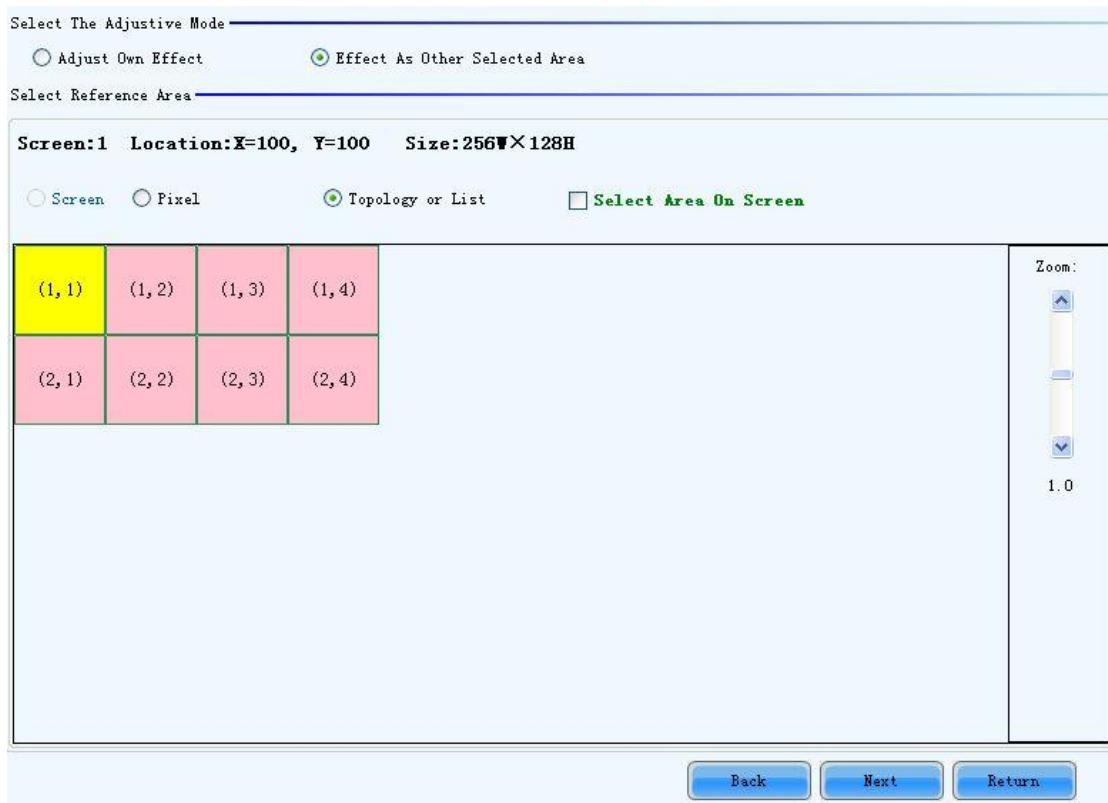 Select The Adjustive Mode
Adjust Own Effect Effect As Other Selected Area
Select Reference Area
Screen:1 Location:X=100, Y=100 Size:256W×128H
Screen Pixel Topology or List Select Area On Screen
Zoom:
(1,1) (1,2) (1,3) (1,4)
(2,1) (2,2) (2,3) (2,4)
1.0
Back Next Return